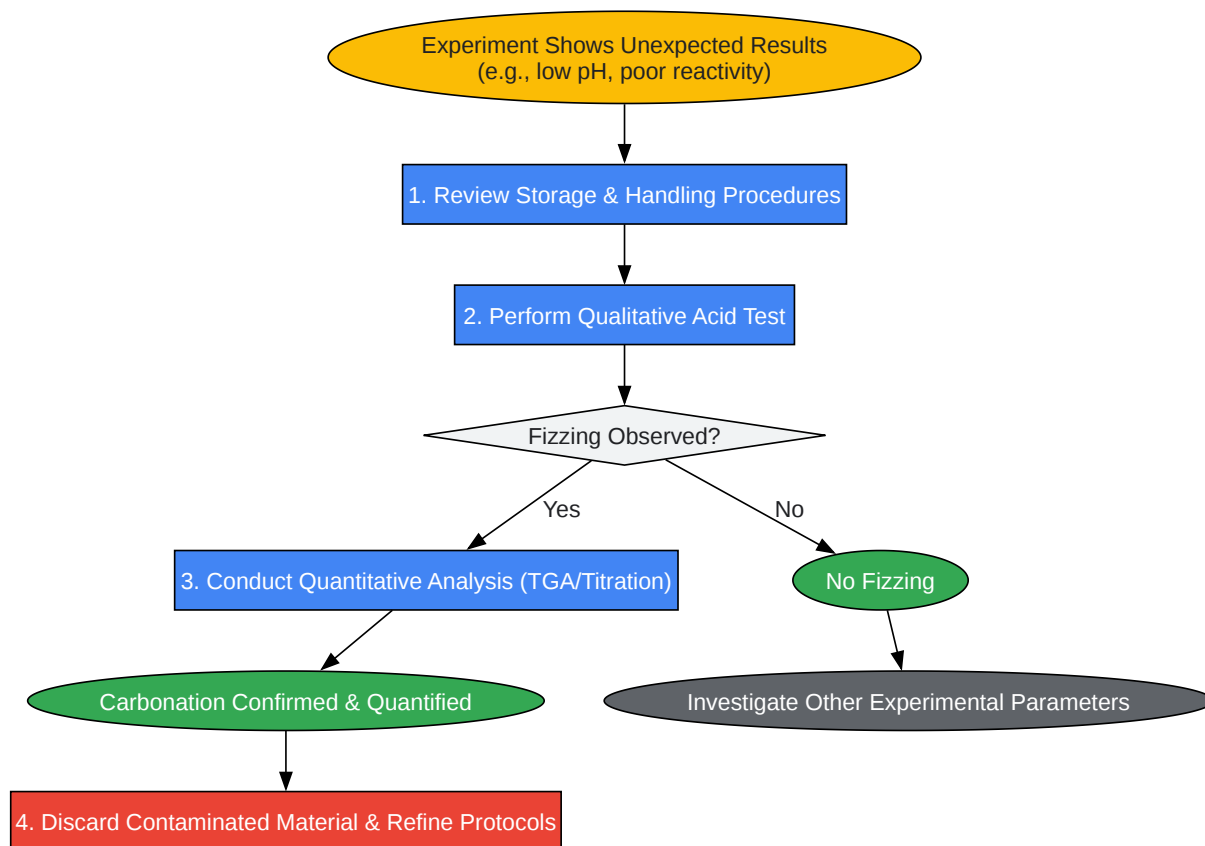 Experiment Shows Unexpected Results
(e.g., low pH, poor reactivity)
1. Review Storage & Handling Procedures
2. Perform Qualitative Acid Test
Fizzing Observed?
Yes
No
3. Conduct Quantitative Analysis (TGA/Titration)
No Fizzing
Carbonation Confirmed & Quantified
Investigate Other Experimental Parameters
4. Discard Contaminated Material & Refine Protocols